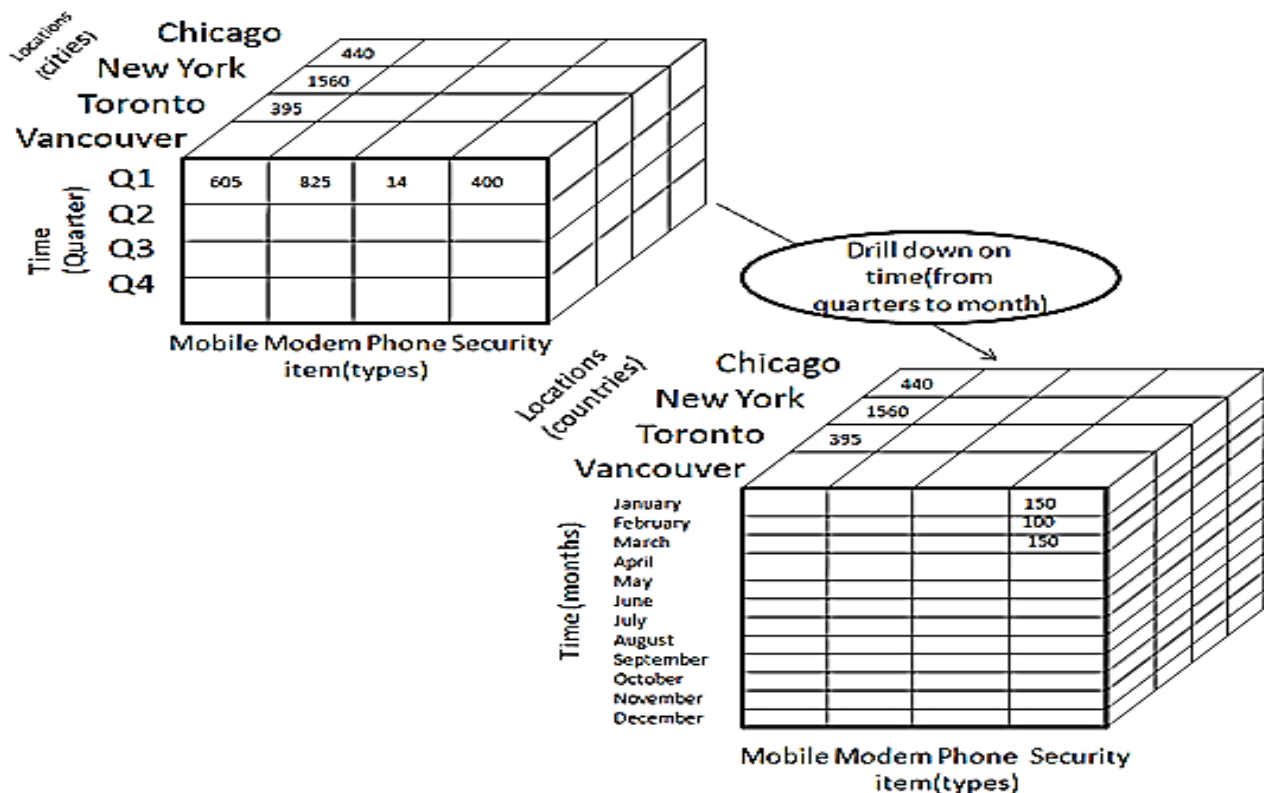 Locations
(cities)
Chicago
New York
Toronto
Vancouver
440
1560
395
Time
(Quarter)
Q1
Q2
Q3
Q4
605 825 14 400
Mobile Modem Phone Security
item(types)
Drill down on
time(from
quarters to month)
Locations
(countries)
Chicago
New York
Toronto
Vancouver
440
1560
395
Time(months)
January 150
February 100
March 150
April
May
June
July
August
September
October
November
December
Mobile Modem Phone Security
item(types)